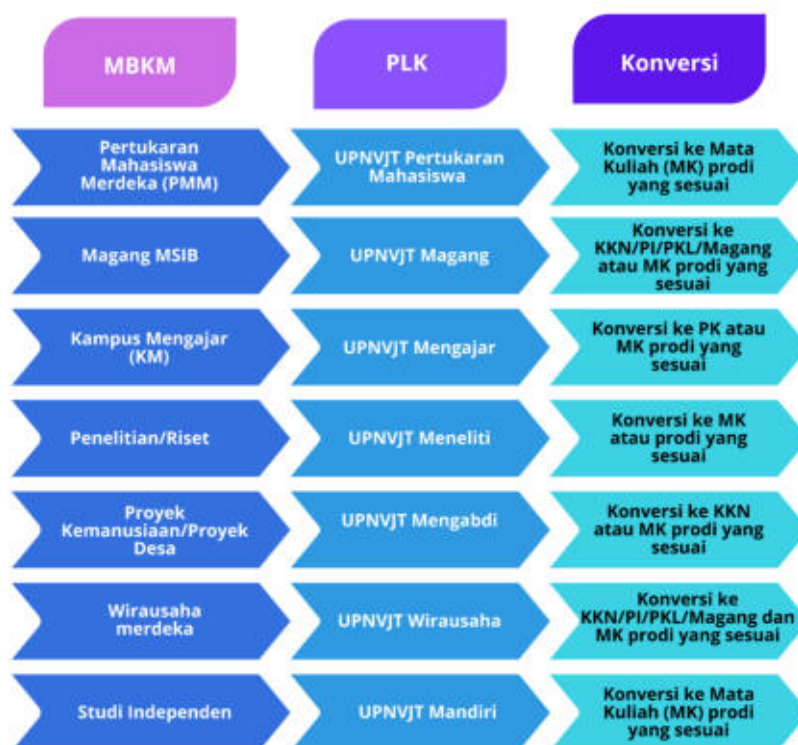 MBKM
PLK
Konversi
Pertukaran
Mahasiswa
Merdeka (PMM)
UPNVJT Pertukaran
Mahasiswa
Konversi ke Mata
Kuliah (MK) prodi
yang sesuai
Magang MSIB
UPNVJT Magang
Konversi ke
KKN/PI/PKL/Magang
atau MK prodi yang
sesuai
Kampus Mengajar
(KM)
UPNVJT Mengajar
Konversi ke PK atau
MK prodi yang
sesuai
Penelitian/Riset
UPNVJT Meneliti
Konversi ke MK
atau prodi yang
sesuai
Proyek
Kemanusiaan/Proyek
Desa
UPNVJT Mengabdi
Konversi ke KKN
atau MK prodi yang
sesuai
Wirausaha
merdeka
UPNVJT Wirausaha
Konversi ke
KKN/PI/PKL/Magang dan
MK prodi yang sesuai
Studi Independen
UPNVJT Mandiri
Konversi ke Mata
Kuliah (MK) prodi
yang sesuai